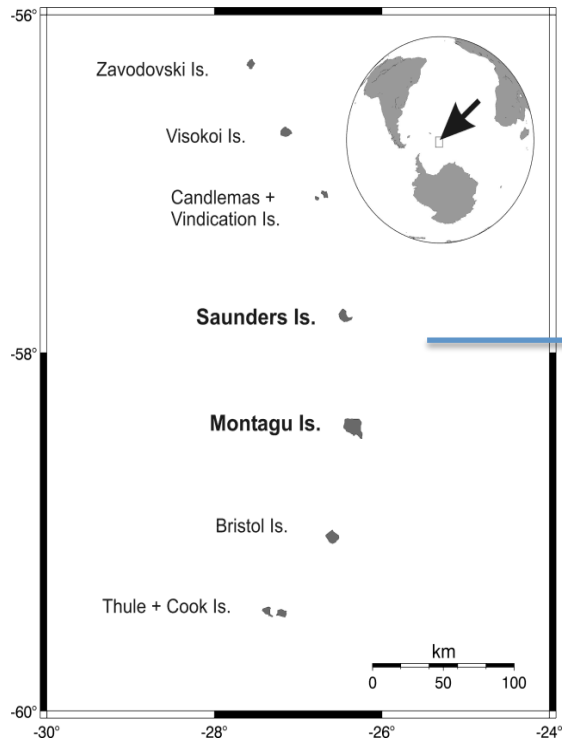 -56°
Zavodovski Is.
Visokoi Is.
Candlemas +
Vindication Is.
Saunders Is.
-58°
Montagu Is.
Bristol Is.
Thule + Cook Is.
km
0 50 100
-60°
-30° -28° -26° -24°